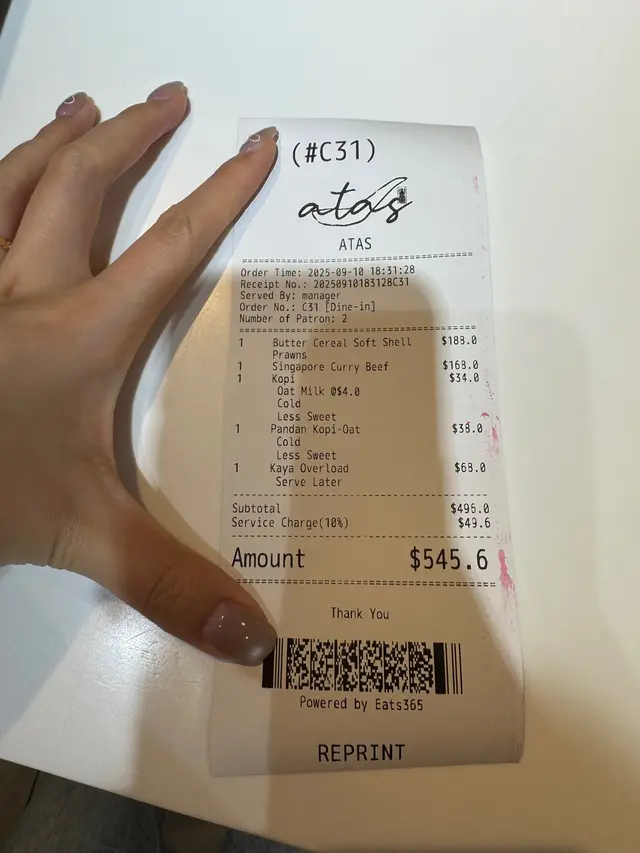 (#C31)
atas
ATAS
Order Time: 2025-09-10 18:31:28
Receipt No.: 20250910183128C31
Served By: manager
Order No.: C31 [Dine-in]
Number of Patron: 2
1 Butter Cereal Soft Shell $188.0
Prawns
1 Singapore Curry Beef $168.0
1 Kopi $34.0
Oat Milk @$4.0
Cold
Less Sweet
1 Pandan Kopi-Oat $38.0
Cold
Less Sweet
1 Kaya Overload $68.0
Serve Later
Subtotal $496.0
Service Charge(10%) $49.6
Amount $545.6
Thank You
Powered by Eats365
REPRINT